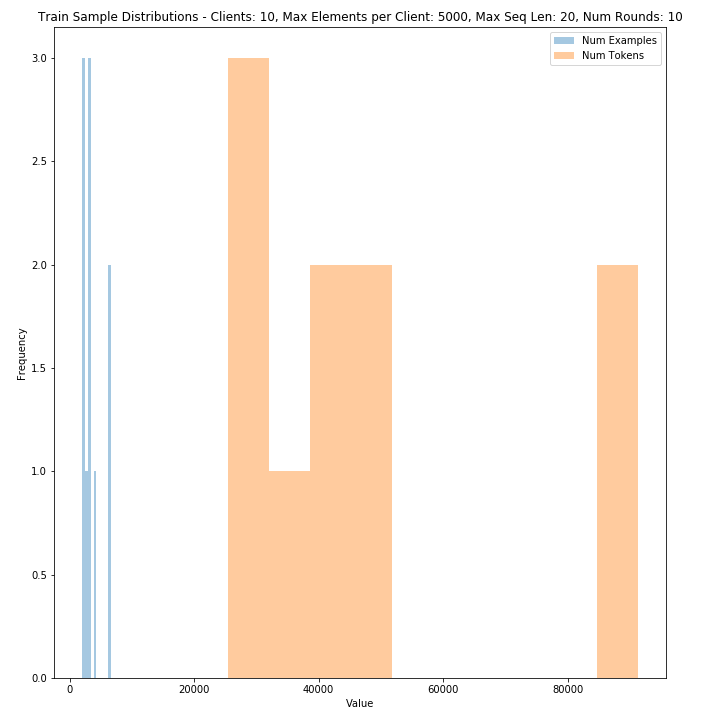 Train Sample Distributions - Clients: 10, Max Elements per Client: 5000, Max Seq Len: 20, Num Rounds: 10
Num Examples
Num Tokens
3.0
2.5
2.0
1.5
1.0
0.5
0.0
Frequency
0
20000
40000
60000
80000
Value